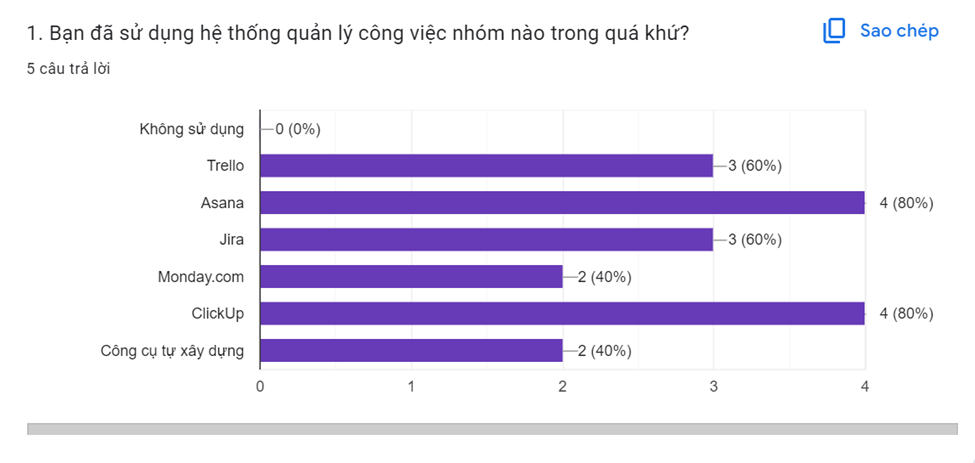 1. Bạn đã sử dụng hệ thống quản lý công việc nhóm nào trong quá khứ?
Sao chép
5 câu trả lời
Không sử dụng 0 (0%)
Trello 3 (60%)
Asana 4 (80%)
Jira 3 (60%)
Monday.com 2 (40%)
ClickUp 4 (80%)
Công cụ tự xây dựng 2 (40%)
0 1 2 3 4